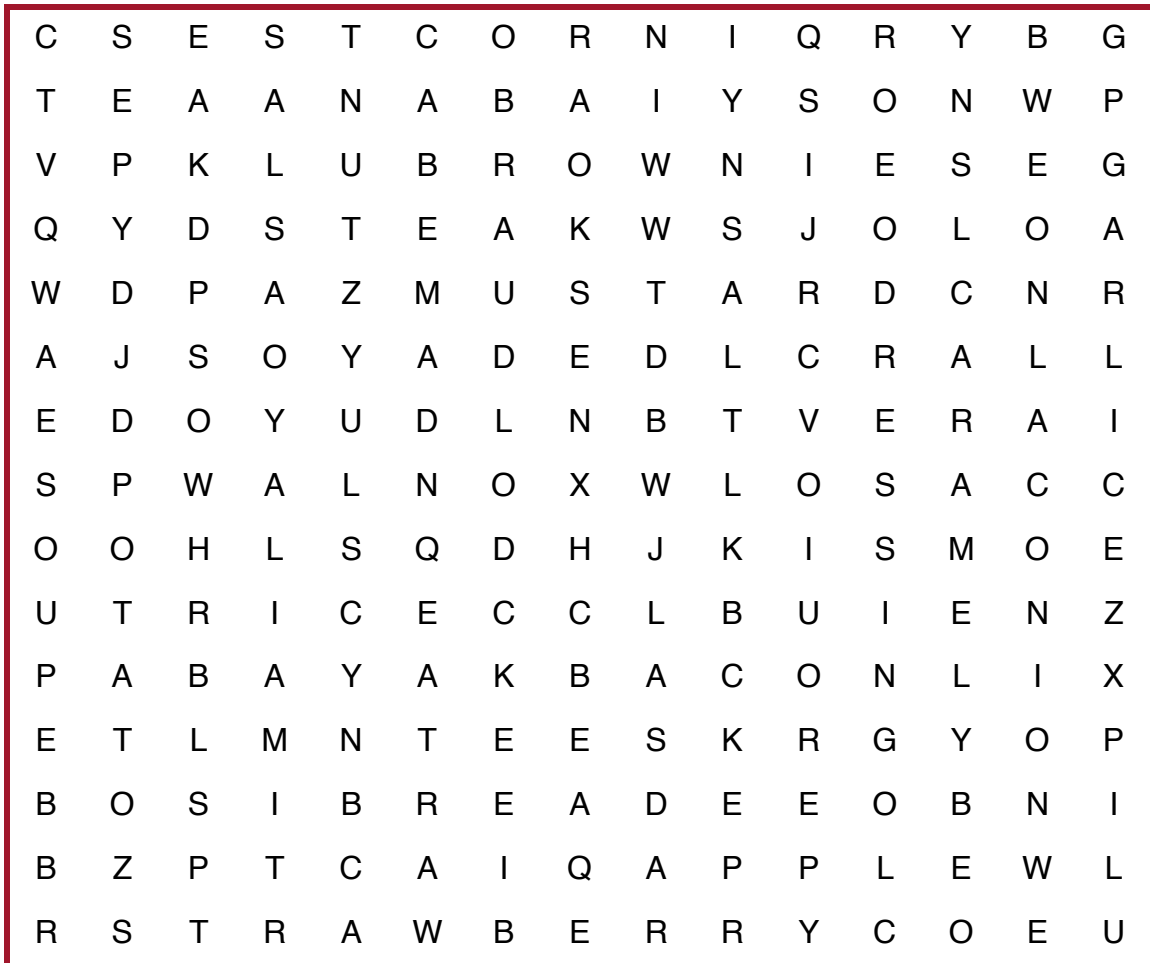 C S E S T C O R N I Q R Y B G
T E A A N A B A I Y S O N W P
V P K L U B R O W N I E S E G
Q Y D S T E A K W S J O L O A
W D P A Z M U S T A R D C N R
A J S O Y A D E D L C R A L L
E D O Y U D L N B T V E R A I
S P W A L N O X W L O S A C C
O O H L S Q D H J K I S M O E
U T R I C E C C L B U I E N Z
P A B A Y A K B A C O N L I X
E T L M N T E E S K R G Y O P
B O S I B R E A D E E O B N I
B Z P T C A I Q A P P L E W L
R S T R A W B E R R Y C O E U